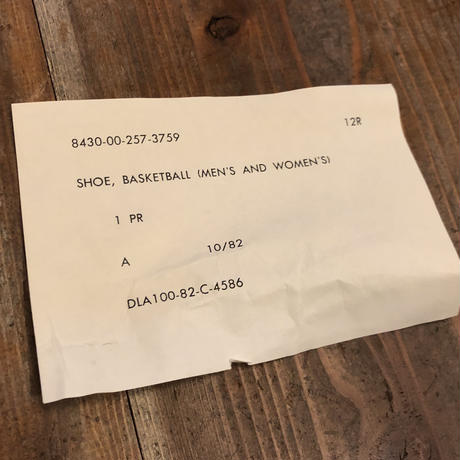 8430-00-257-3759 12R
SHOE, BASKETBALL (MEN'S AND WOMEN'S)
1 PR
A 10/82
DLA100-82-C-4586